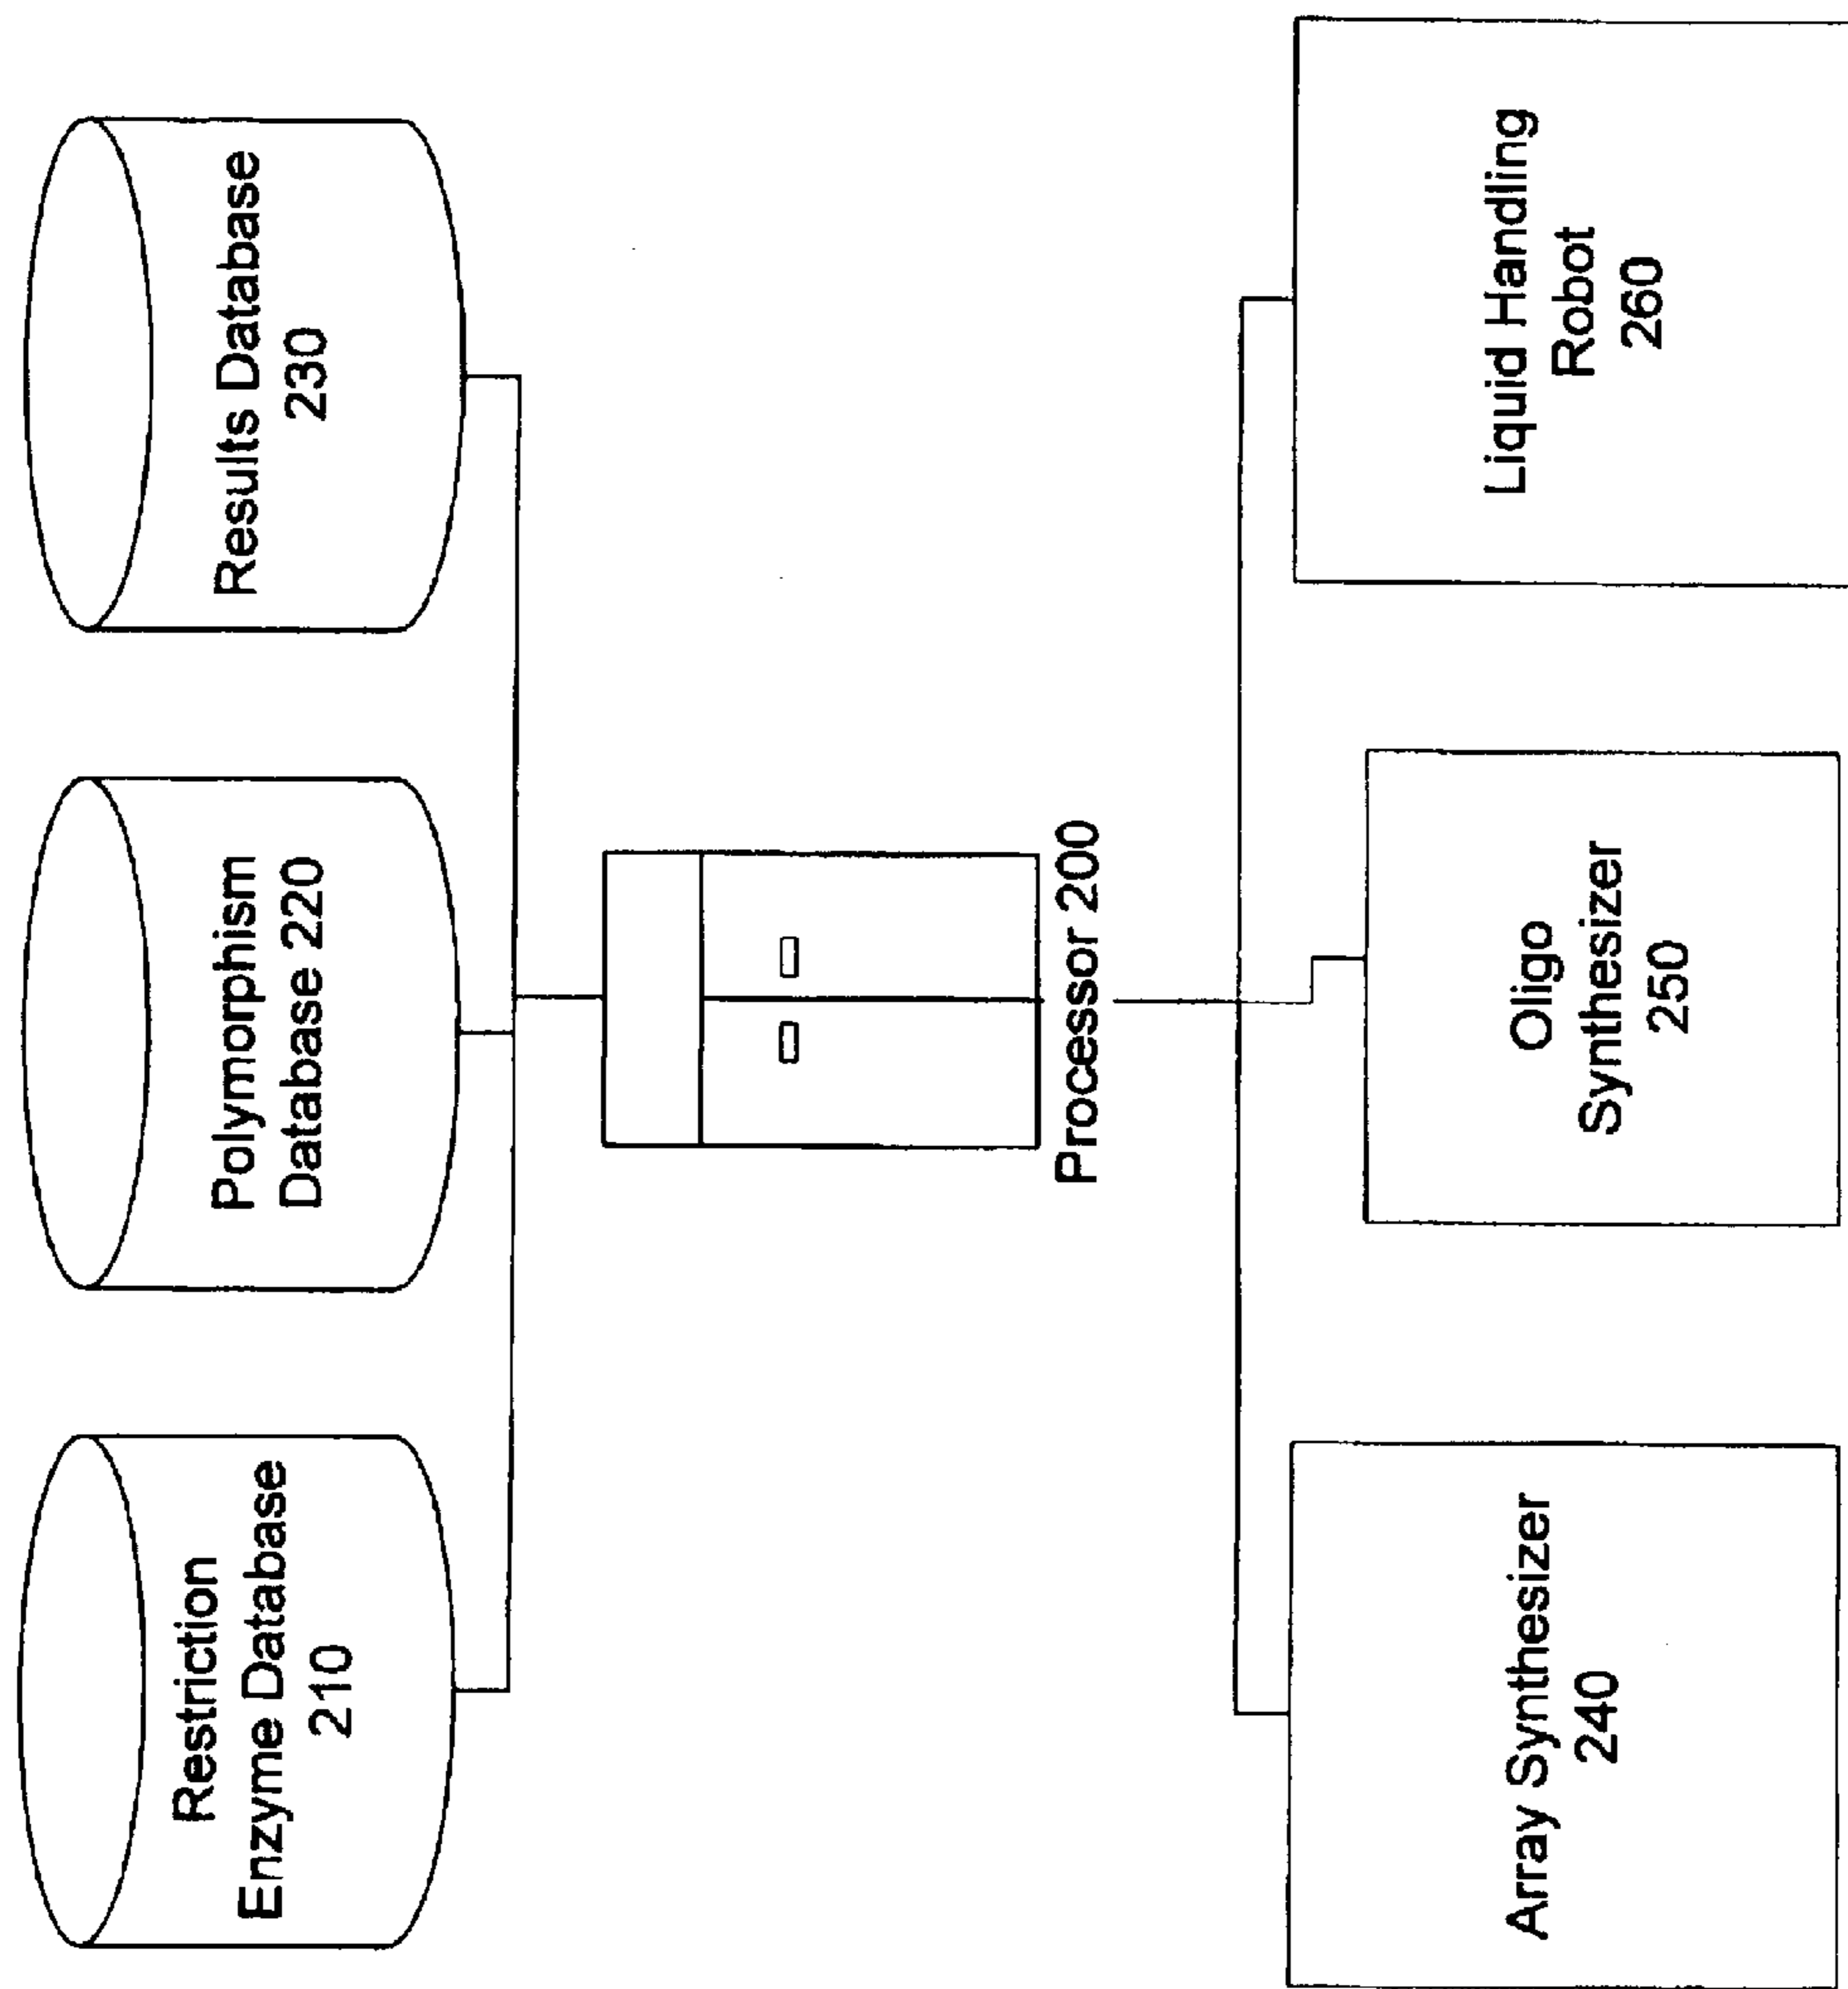 Restriction
Enzyme Database
210
Polymorphism
Database 220
Results Database
230
Processor 200
Array Synthesizer
240
Oligo
Synthesizer
250
Liquid Handling
Robot
260